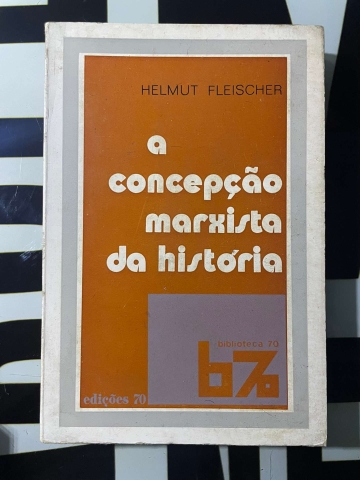 HELMUT FLEISCHER
a
concepção
marxista
da história
biblioteca 70
b70
edições 70